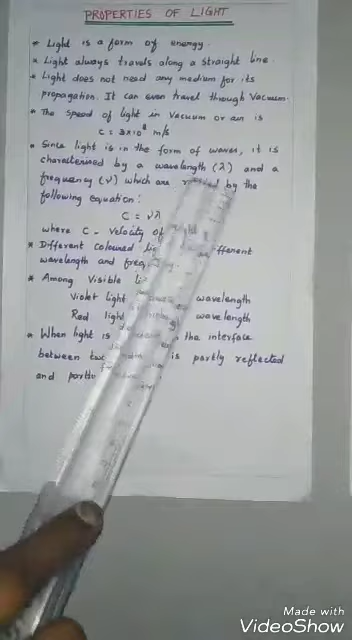 PROPERTIES OF LIGHT
* Light is a form of energy.
* Light always travels along a straight line.
* Light does not need any medium for its
propagation. It can even travel through Vacuum.
* The speed of light in Vacuum or air is
C = 3x10⁸ m/s
* Since light is in the form of waves, it is
characterised by a wavelength (λ) and a
frequency (ν) which are by the
following equation:
C = νλ
where C - Velocity of light
* Different coloured different
wavelength and
* Among Visible
Violet light wavelength
Red light wavelength
* When light is the interface
between two is partly reflected
and
Made with
VideoShow